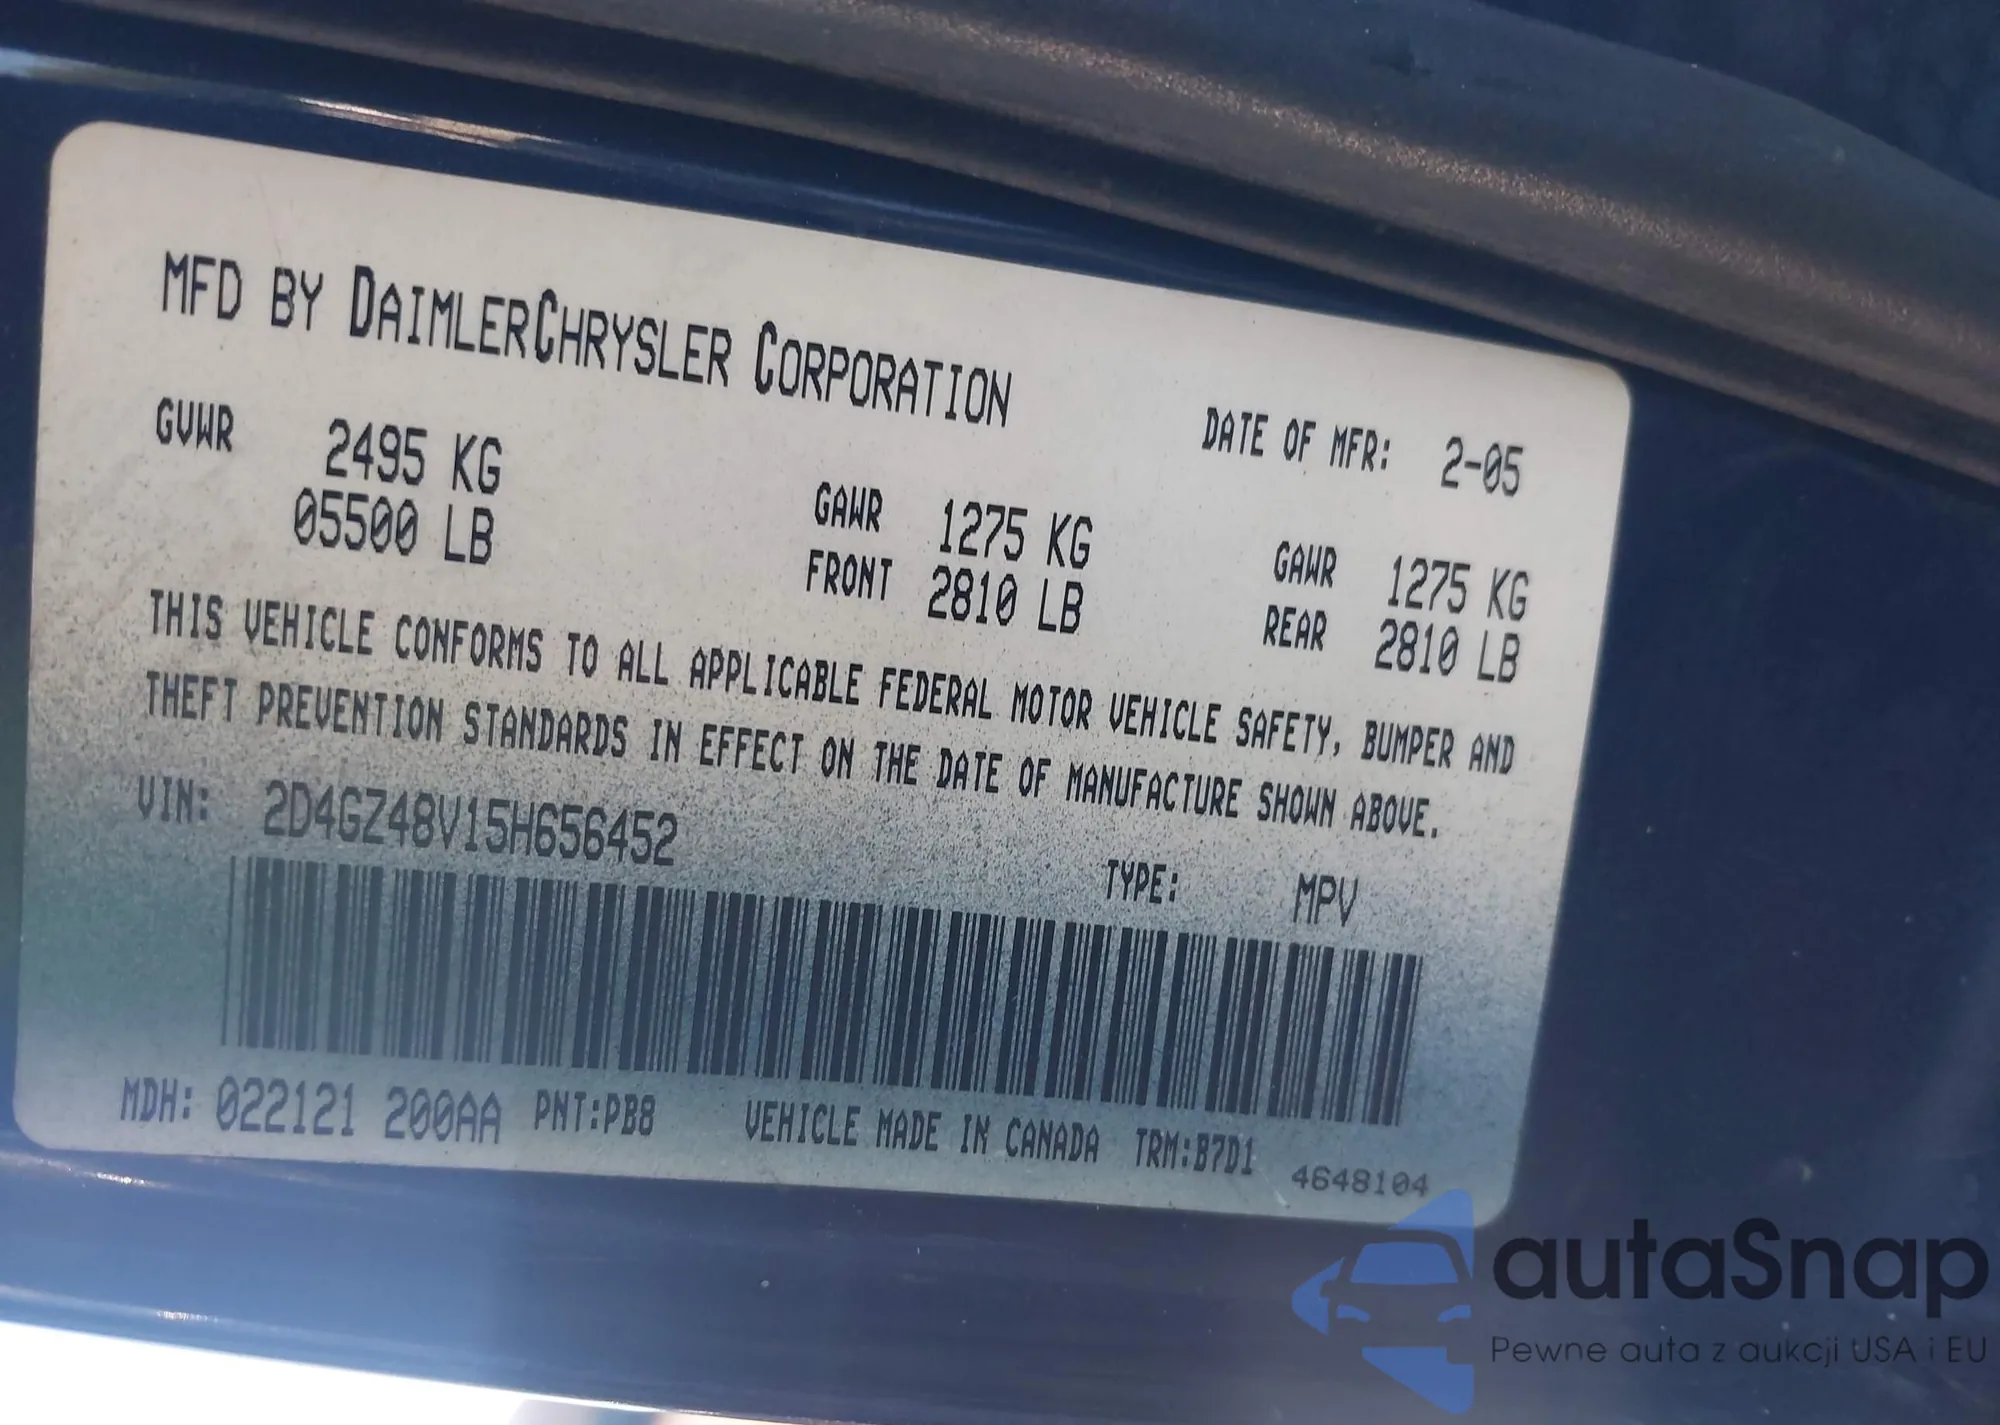 MFD BY DAIMLERCHRYSLER CORPORATION
DATE OF MFR: 2-05
GVWR 2495 KG
05500 LB
GAWR 1275 KG
FRONT 2810 LB
GAWR 1275 KG
REAR 2810 LB
THIS VEHICLE CONFORMS TO ALL APPLICABLE FEDERAL MOTOR VEHICLE SAFETY, BUMPER AND
THEFT PREVENTION STANDARDS IN EFFECT ON THE DATE OF MANUFACTURE SHOWN ABOVE.
VIN: 2D4GZ48V15H656452
TYPE: MPV
MDH: 022121 200AA PNT:PB8 VEHICLE MADE IN CANADA TRM:B7D1 4648104
autaSnap
Pewne auta z aukcji USA i EU